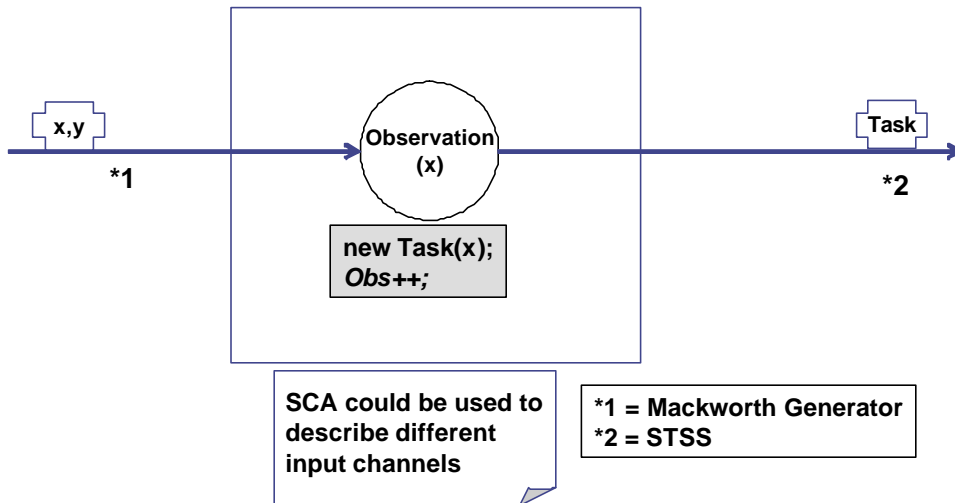 x,y
Task
Observation
(x)
*1
*2
new Task(x);
Obs++;
SCA could be used to
describe different
input channels
*1 = Mackworth Generator
*2 = STSS